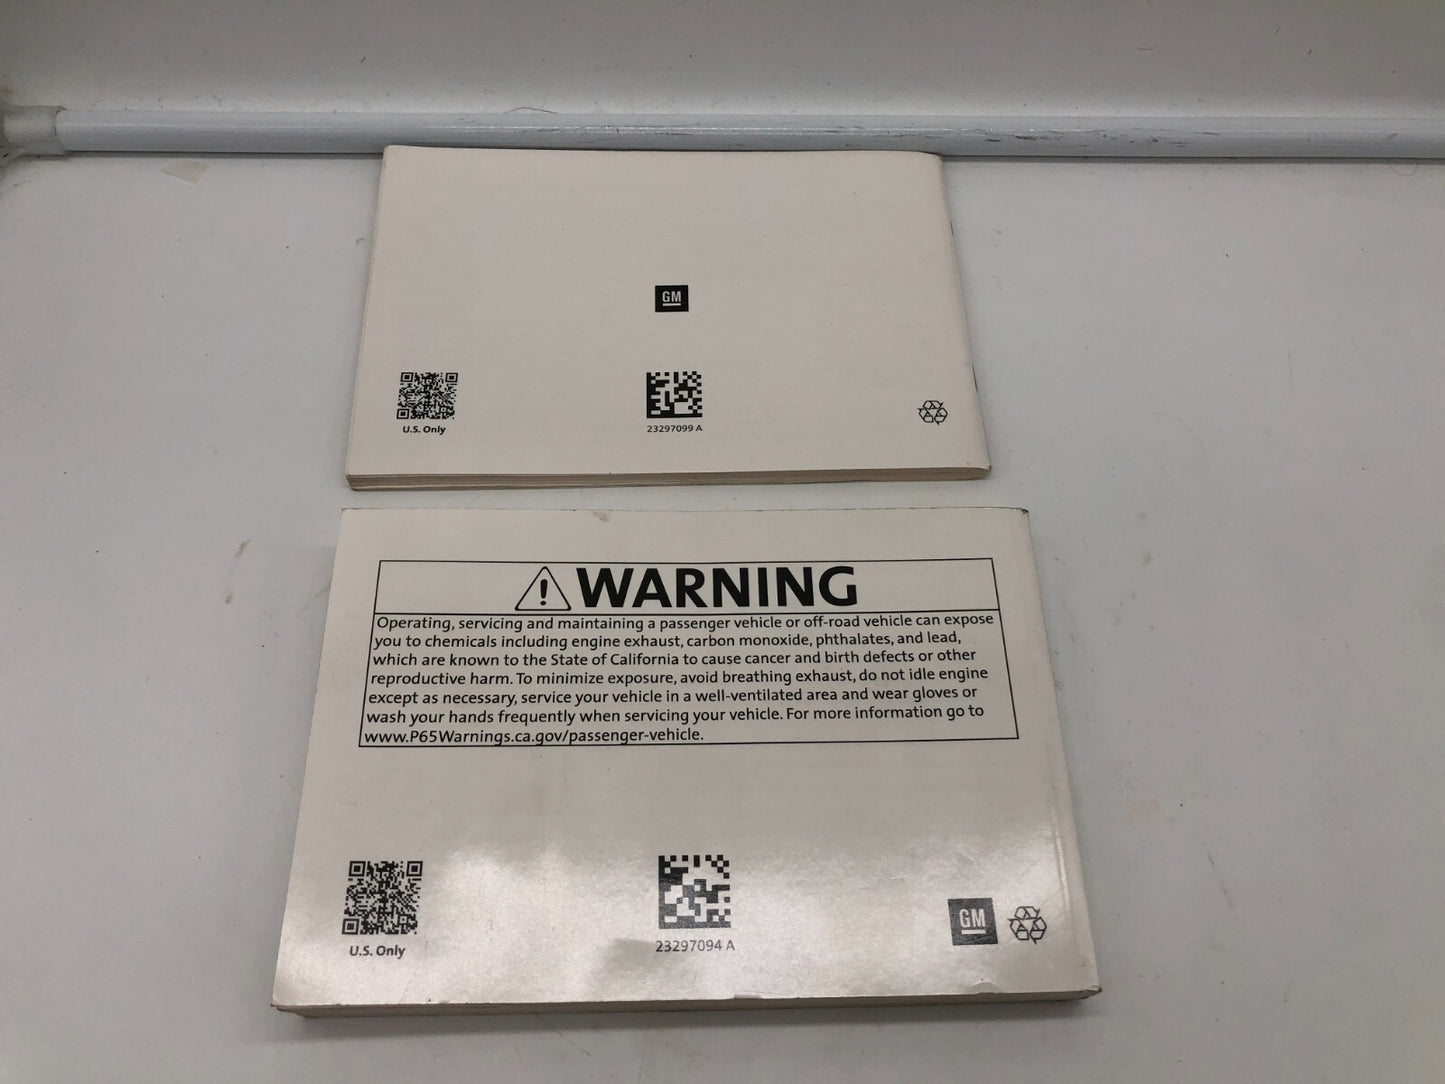 GM
U.S. Only
23297099 A
WARNING
Operating, servicing and maintaining a passenger vehicle or off-road vehicle can expose
you to chemicals including engine exhaust, carbon monoxide, phthalates, and lead,
which are known to the State of California to cause cancer and birth defects or other
reproductive harm. To minimize exposure, avoid breathing exhaust, do not idle engine
except as necessary, service your vehicle in a well-ventilated area and wear gloves or
wash your hands frequently when servicing your vehicle. For more information go to
www.P65Warnings.ca.gov/passenger-vehicle.
U.S. Only
23297094 A
GM